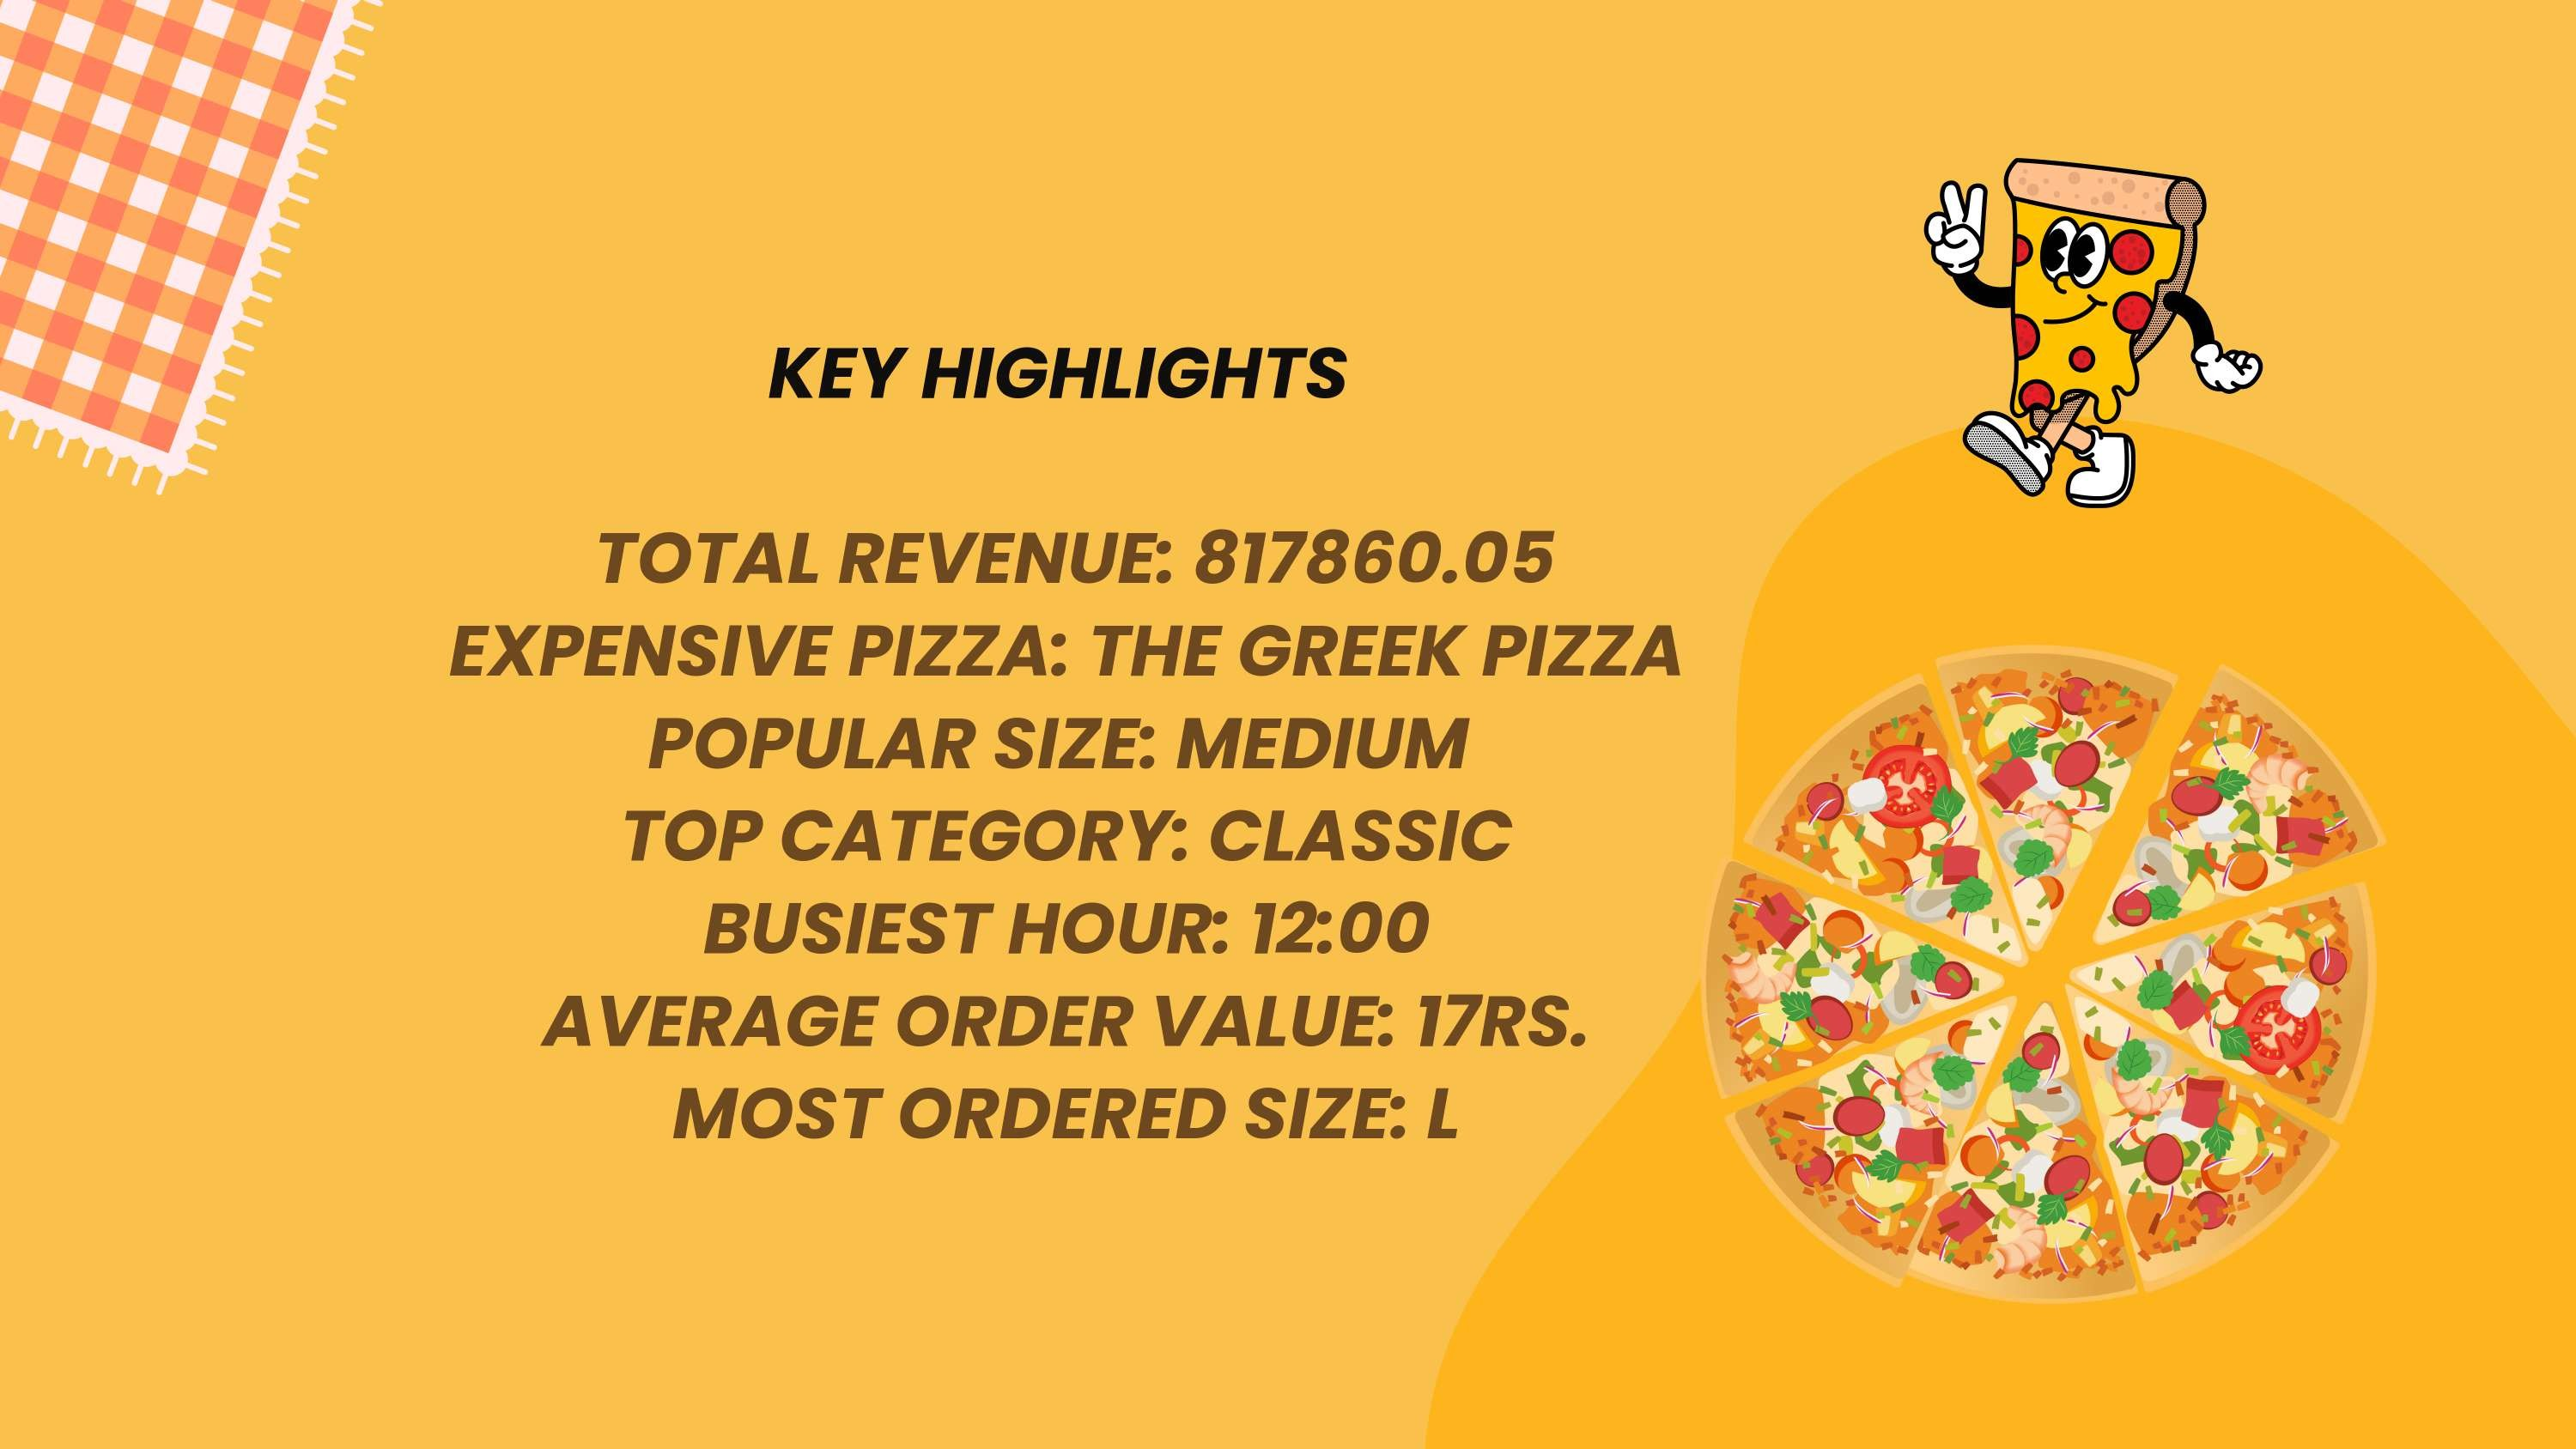 KEY HIGHLIGHTS
TOTAL REVENUE: 817860.05
EXPENSIVE PIZZA: THE GREEK PIZZA
POPULAR SIZE: MEDIUM
TOP CATEGORY: CLASSIC
BUSIEST HOUR: 12:00
AVERAGE ORDER VALUE: 17RS.
MOST ORDERED SIZE: L